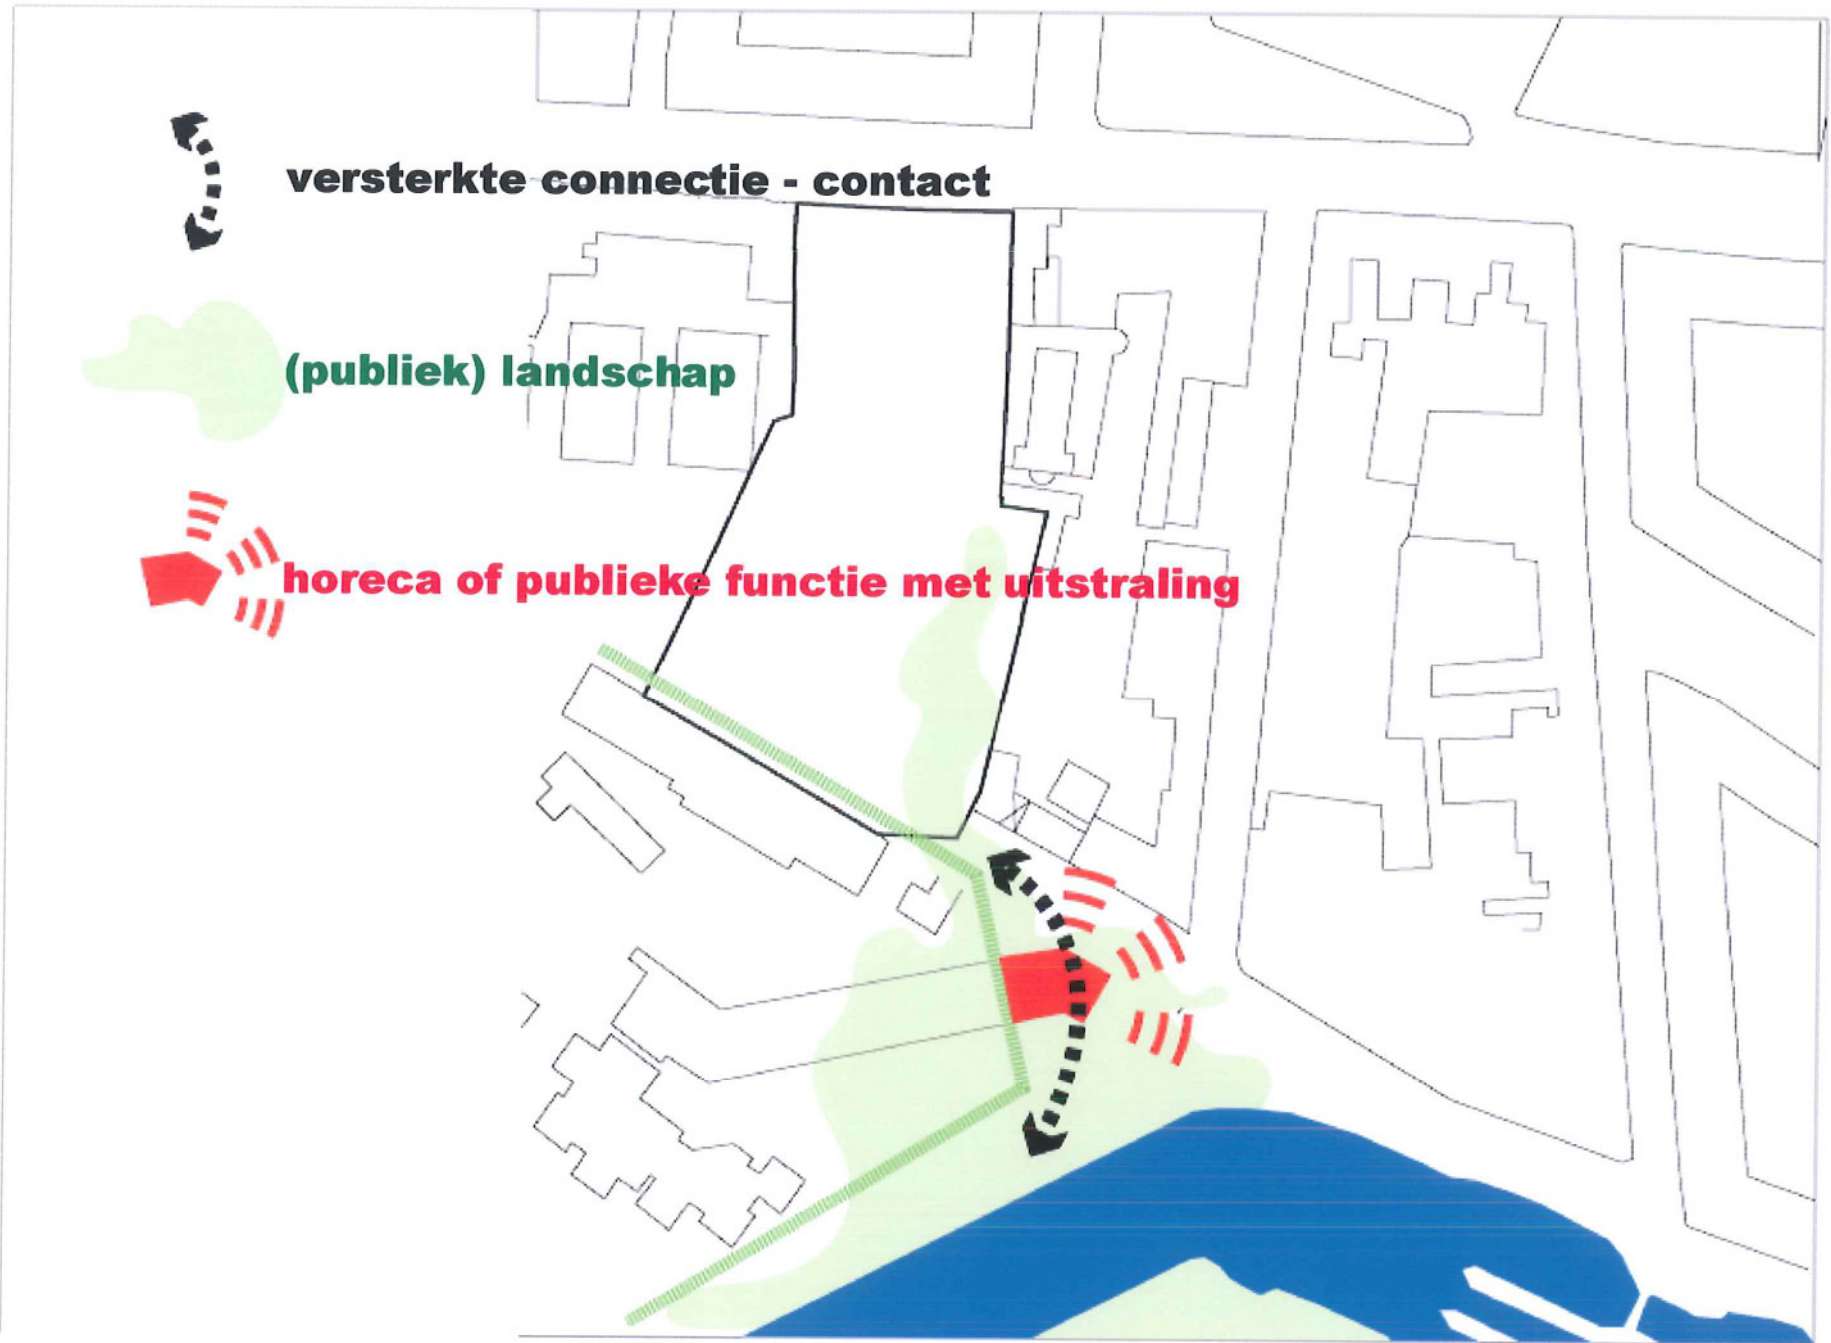 versterkte connectie - contact
(publiek) landschap
horeca of publieke functie met uitstraling